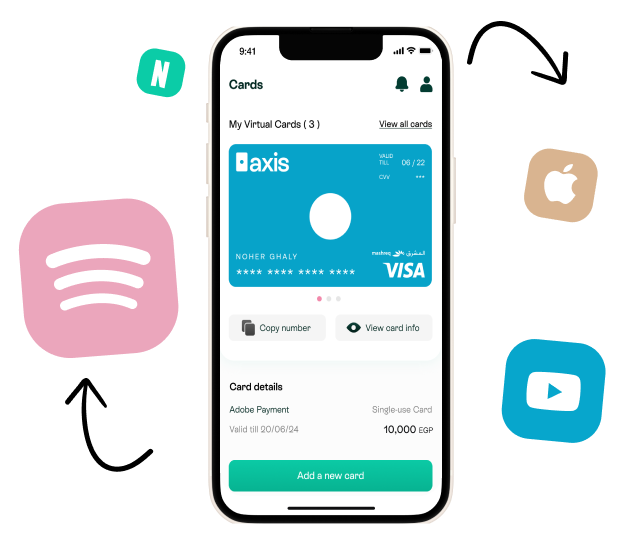 9:41
N
Cards
My Virtual Cards ( 3 )
View all cards
axis
VALID
TILL
06 / 22
CVV
***
NOHER GHALY
mashreq المشرق
**** **** **** ****
VISA
Copy number
View card info
Card details
Adobe Payment
Single-use Card
Valid till 20/06/24
10,000 EGP
Add a new card